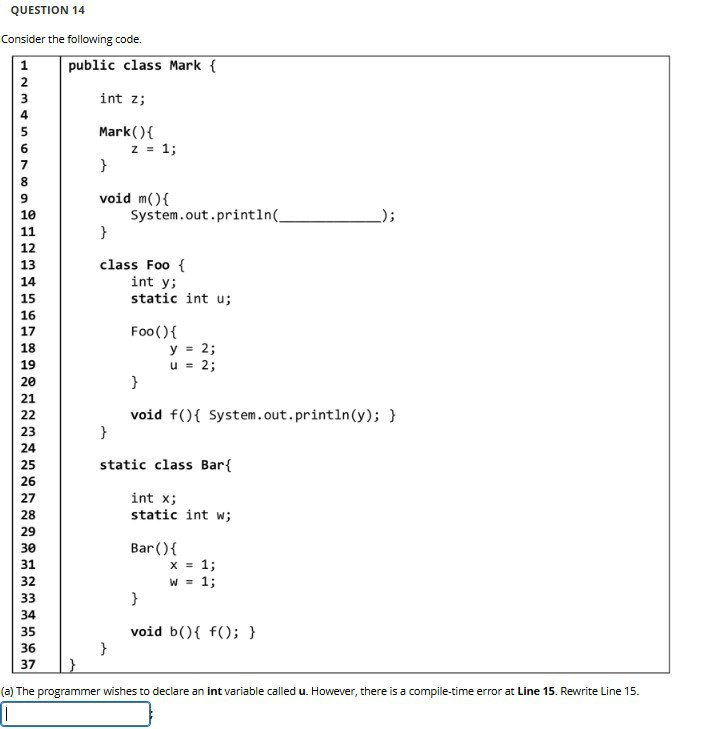 QUESTION 14
Consider the following code.
1 public class Mark {
2
3 int z;
4
5 Mark(){
6 z = 1;
7 }
8
9 void m(){
10 System.out.println(_____________);
11 }
12
13 class Foo {
14 int y;
15 static int u;
16
17 Foo(){
18 y = 2;
19 u = 2;
20 }
21
22 void f(){ System.out.println(y); }
23 }
24
25 static class Bar{
26
27 int x;
28 static int w;
29
30 Bar(){
31 x = 1;
32 w = 1;
33 }
34
35 void b(){ f(); }
36 }
37 }
(a) The programmer wishes to declare an int variable called u. However, there is a compile-time error at Line 15. Rewrite Line 15.
;